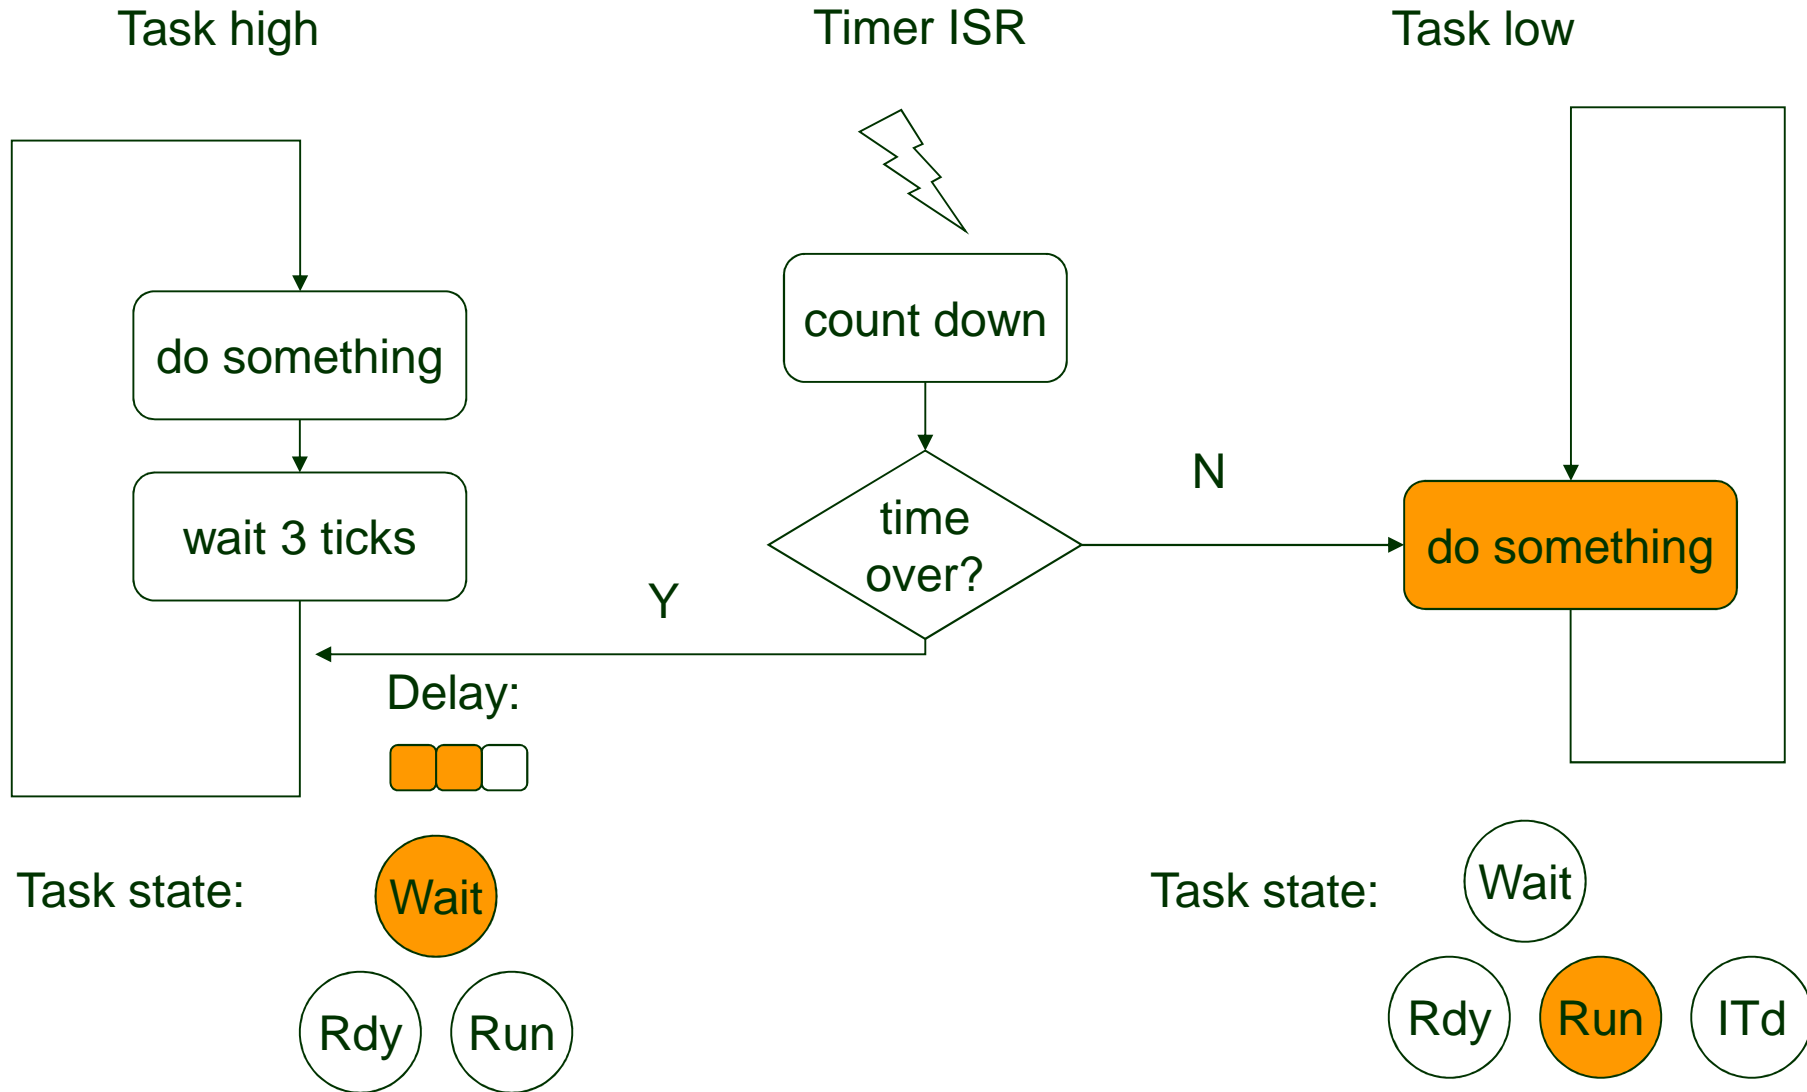 Task high
Timer ISR
Task low
do something
wait 3 ticks
count down
time
over?
Y
N
do something
Delay:
Task state:
Wait
Rdy
Run
Task state:
Wait
Rdy
Run
ITd